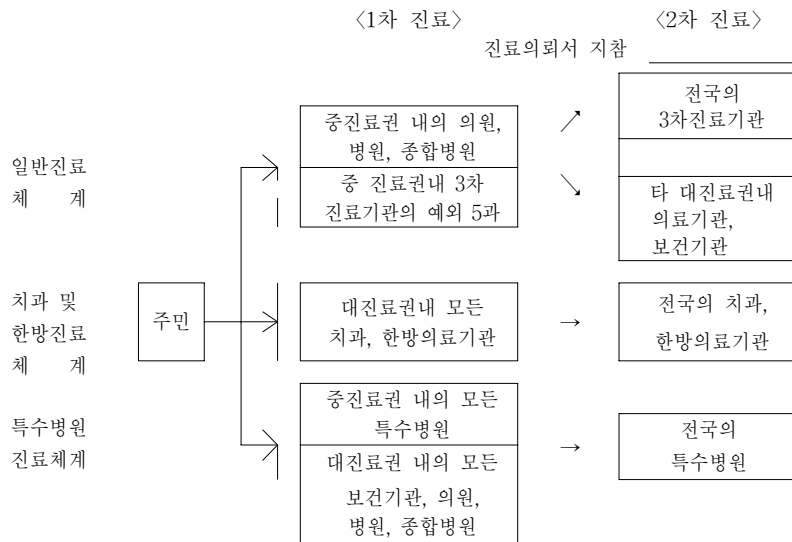 〈1차 진료〉 〈2차 진료〉
진료의뢰서 지참
일반진료
체 계
중진료권 내의 의원,
병원, 종합병원
중 진료권내 3차
진료기관의 예외 5과
↗
↘
전국의
3차진료기관
타 대진료권내
의료기관,
보건기관
치과 및
한방진료
체 계
주민
대진료권내 모든
치과, 한방의료기관
→
전국의 치과,
한방의료기관
특수병원
진료체계
중진료권 내의 모든
특수병원
대진료권 내의 모든
보건기관, 의원,
병원, 종합병원
→
전국의
특수병원